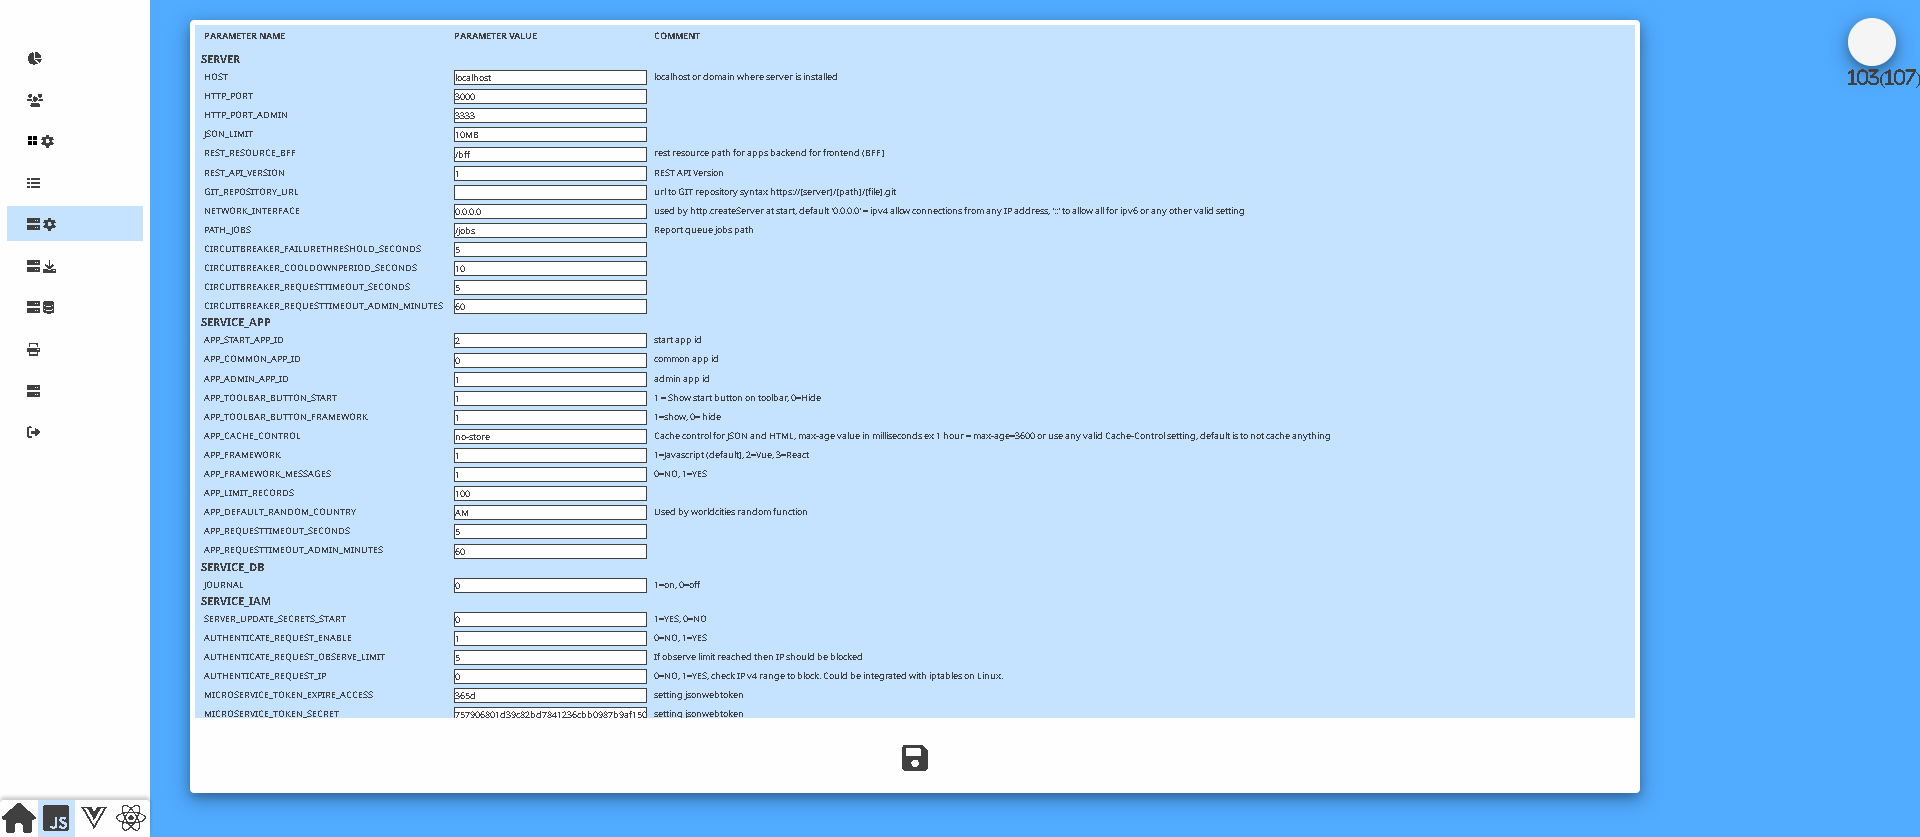 PARAMETER NAME PARAMETER VALUE COMMENT
103(107)
SERVER
HOST localhost localhost or domain where server is installed
HTTP_PORT 3000
HTTP_PORT_ADMIN 3333
JSON_LIMIT 10MB
REST_RESOURCE_BFF /bff rest resource path for apps backend for frontend (BFF)
REST_API_VERSION 1 REST API Version
GIT_REPOSITORY_URL url to GIT repository syntax https://[server]/[path]/[file].git
NETWORK_INTERFACE 0.0.0.0 used by http.createServer at start, default '0.0.0.0' = ipv4 allow connections from any IP address, '::' to allow all for ipv6 or any other valid setting
PATH_JOBS /jobs Report queue jobs path
CIRCUITBREAKER_FAILURETHRESHOLD_SECONDS 5
CIRCUITBREAKER_COOLDOWNPERIOD_SECONDS 10
CIRCUITBREAKER_REQUESTTIMEOUT_SECONDS 5
CIRCUITBREAKER_REQUESTTIMEOUT_ADMIN_MINUTES 60
SERVICE_APP
APP_START_APP_ID 2 start app id
APP_COMMON_APP_ID 0 common app id
APP_ADMIN_APP_ID 1 admin app id
APP_TOOLBAR_BUTTON_START 1 1 = Show start button on toolbar, 0=Hide
APP_TOOLBAR_BUTTON_FRAMEWORK 1 1=show, 0= hide
APP_CACHE_CONTROL no-store Cache control for JSON and HTML, max-age value in milliseconds ex 1 hour = max-age=3600 or use any valid Cache-Control setting, default is to not cache anything
APP_FRAMEWORK 1 1=Javascript (default), 2=Vue, 3=React
APP_FRAMEWORK_MESSAGES 1 0=NO, 1=YES
APP_LIMIT_RECORDS 100
APP_DEFAULT_RANDOM_COUNTRY AM Used by worldcities random function
APP_REQUESTTIMEOUT_SECONDS 5
APP_REQUESTTIMEOUT_ADMIN_MINUTES 60
SERVICE_DB
JOURNAL 0 1=on, 0=off
SERVICE_IAM
SERVER_UPDATE_SECRETS_START 0 1=YES, 0=NO
AUTHENTICATE_REQUEST_ENABLE 1 0=NO, 1=YES
AUTHENTICATE_REQUEST_OBSERVE_LIMIT 5 If observe limit reached then IP should be blocked
AUTHENTICATE_REQUEST_IP 0 0=NO, 1=YES, check IP v4 range to block. Could be integrated with iptables on Linux.
MICROSERVICE_TOKEN_EXPIRE_ACCESS 365d setting jsonwebtoken
MICROSERVICE_TOKEN_SECRET 757906801d39c82bd7841236cbb0987b9af150 setting jsonwebtoken
JS